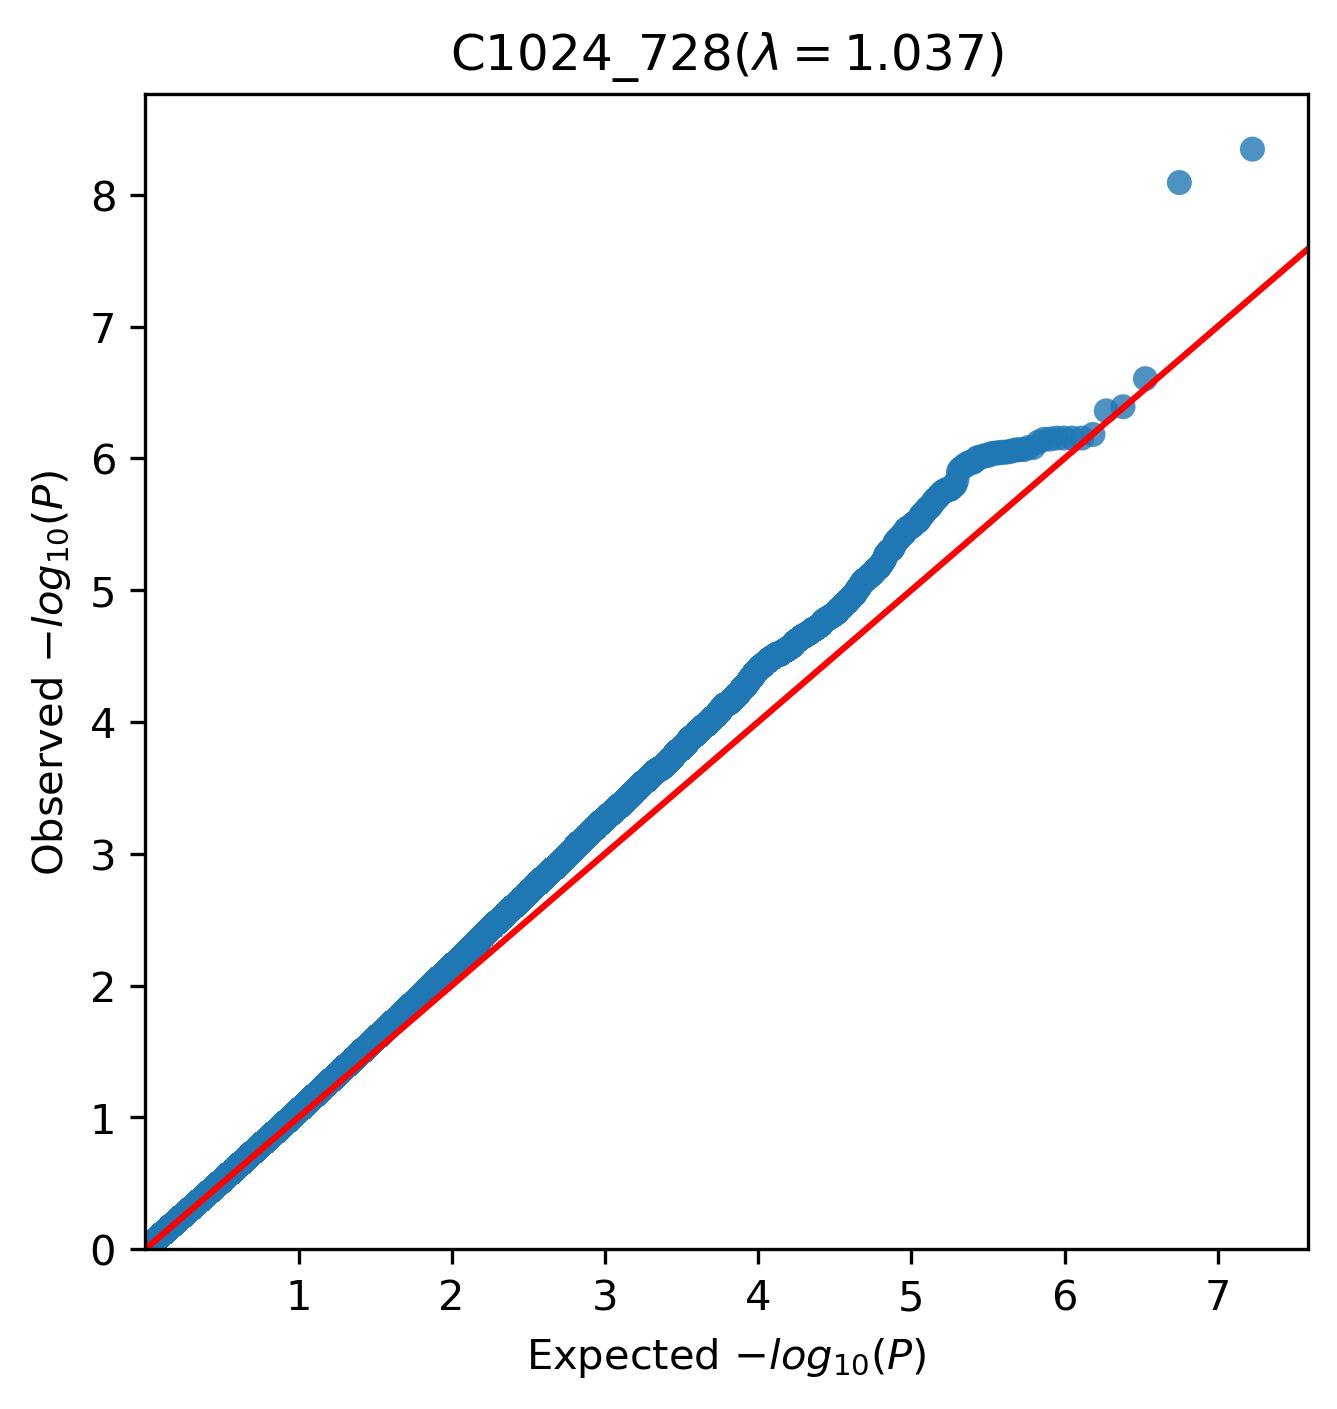 C1024_728(λ = 1.037)
8
7
6
5
4
3
2
1
0
Observed −log₁₀(P)
1 2 3 4 5 6 7
Expected −log₁₀(P)